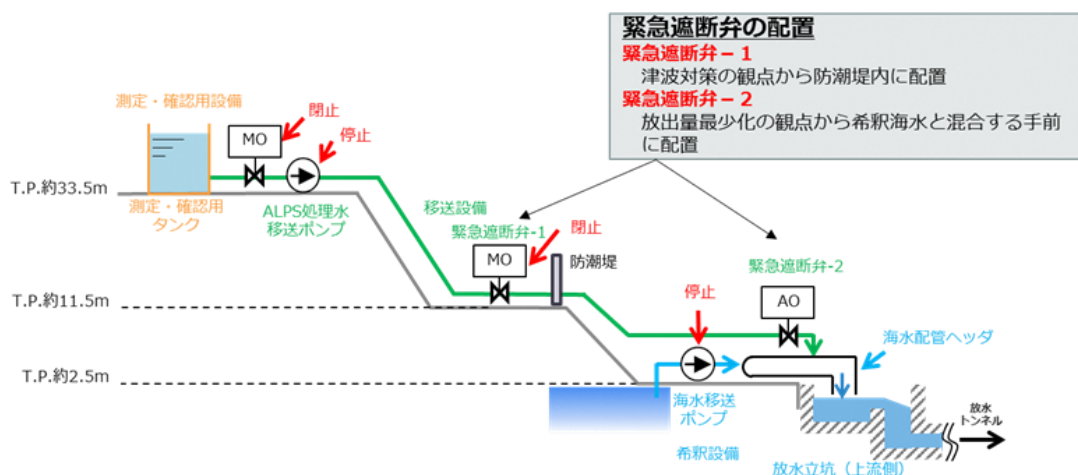 緊急遮断弁の配置
緊急遮断弁－1
津波対策の観点から防潮堤内に配置
緊急遮断弁－2
放出量最少化の観点から希釈海水と混合する手前
に配置
測定・確認用設備
MO
閉止
停止
T.P.約33.5m
測定・確認用
タンク
ALPS処理水
移送ポンプ
移送設備
緊急遮断弁-1
閉止
MO
防潮堤
緊急遮断弁-2
T.P.約11.5m
停止
AO
海水配管ヘッダ
T.P.約2.5m
海水移送
ポンプ
希釈設備
放水
トンネル
放水立坑（上流側）